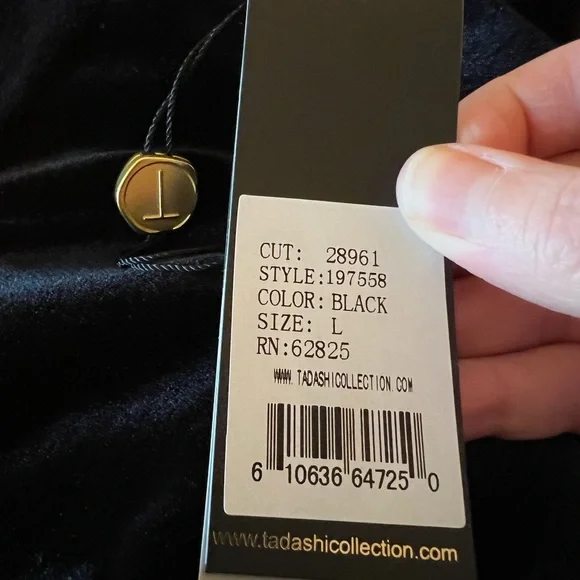 T
CUT: 28961
STYLE:197558
COLOR: BLACK
SIZE: L
RN:62825
WWW.TADASHICOLLECTION.COM
6 10636 64725 0
www.tadashicollection.com